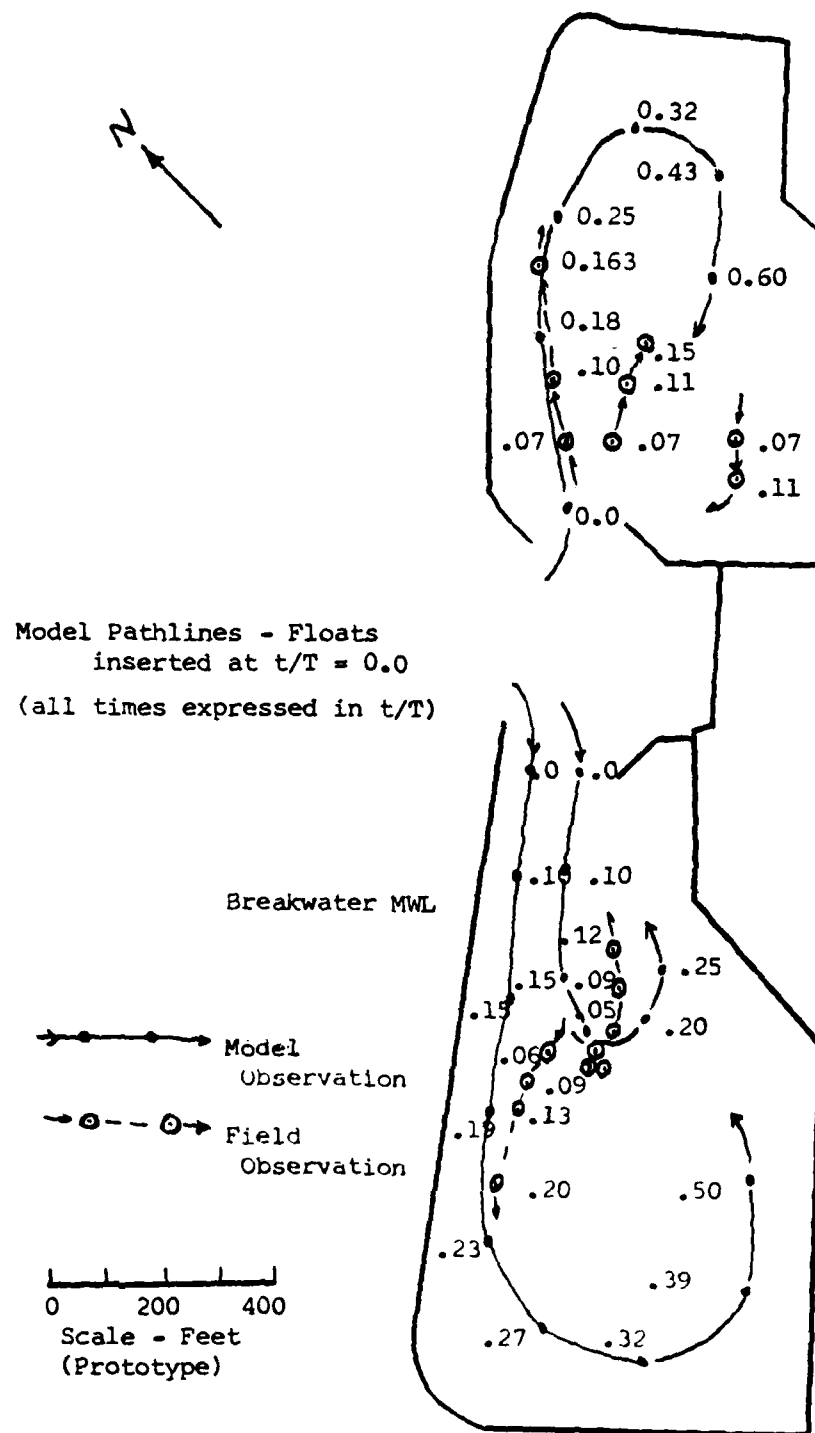 N
0.32
0.43
0.25
0.163
0.60
0.18
.15
.10
.11
.07
.07
.07
.11
0.0
Model Pathlines - Floats
inserted at t/T = 0.0
(all times expressed in t/T)
.0
.0
.10
.10
Breakwater MWL
.12
.25
.15
.09
.15
.05
.20
.06
Model
Observation
.09
.13
.19
Field
Observation
.20
.50
.23
.39
0 200 400
Scale - Feet
(Prototype)
.27
.32